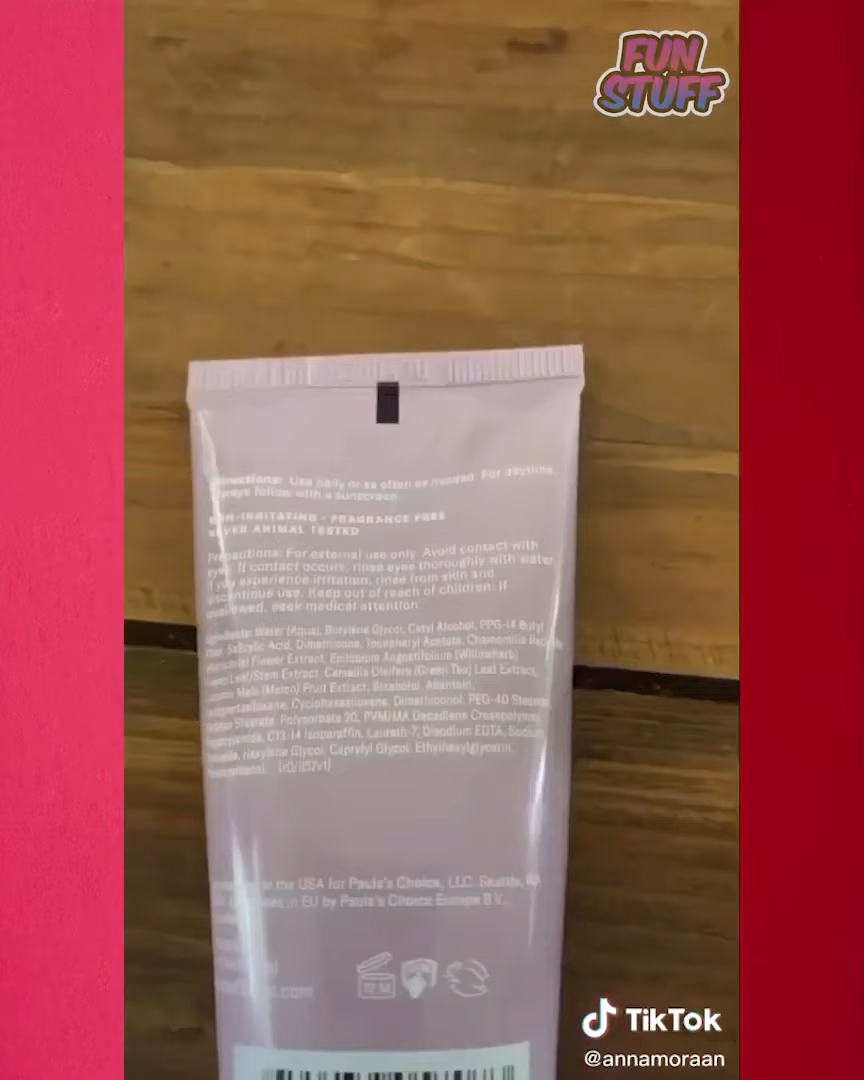 FUN
STUFF
Directions: Use daily or as often as needed. For daytime,
always follow with a sunscreen.
NON-IRRITATING • FRAGRANCE FREE
NEVER ANIMAL TESTED
Precautions: For external use only. Avoid contact with
eyes. If contact occurs, rinse eyes thoroughly with water.
If you experience irritation, rinse from skin and
discontinue use. Keep out of reach of children. If
swallowed, seek medical attention.
Ingredients: Water (Aqua), Butylene Glycol, Cetyl Alcohol, PPG-14 Butyl
Ether, Salicylic Acid, Dimethicone, Tocopheryl Acetate, Chamomilla
Flower Extract, Epilobium Angustifolium (Willowherb)
Flower/Leaf/Stem Extract, Camellia Oleifera (Green Tea) Leaf Extract,
Cucumis Melo (Melon) Fruit Extract, Bisabolol, Allantoin,
Cyclopentasiloxane, Cyclohexasiloxane, Dimethiconol, PEG-40 Stearate,
Stearate, Polysorbate 20, PVM/MA Decadiene Crosspolymer,
C13-14 Isoparaffin, Laureth-7, Disodium EDTA, Sodium
Hexylene Glycol, Caprylyl Glycol, Ethylhexylglycerin,
in the USA for Paula's Choice, LLC. Seattle, WA
in EU by Paula's Choice Europe B.V.
12 M
TikTok
@annamoraan